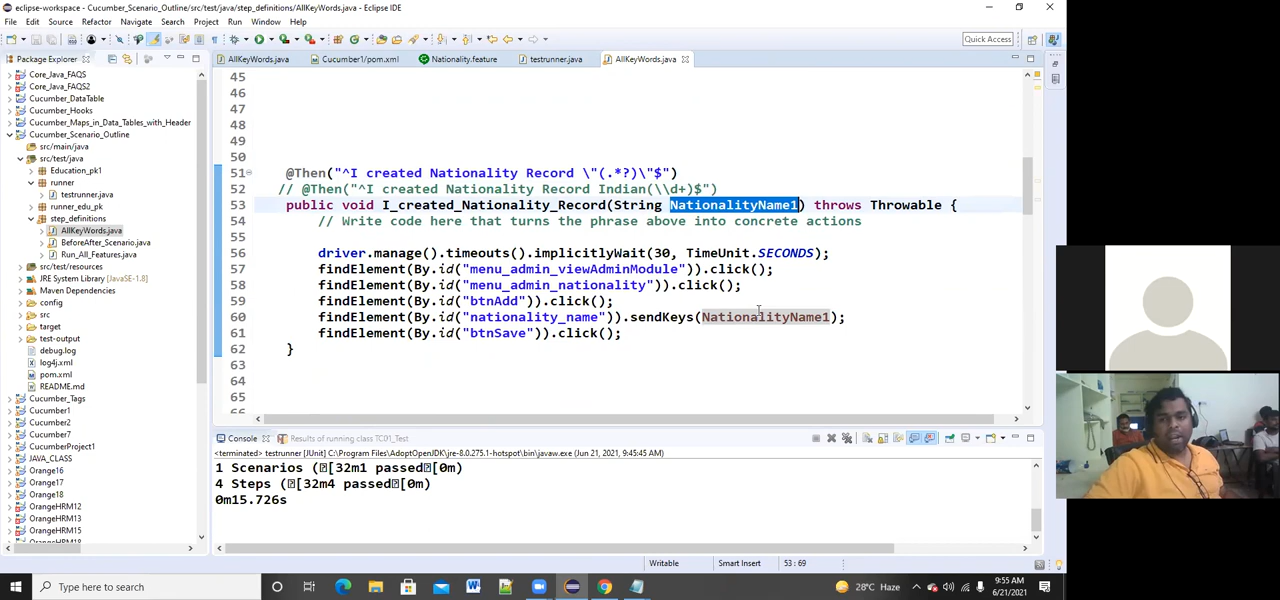 eclipse-workspace - Cucumber_Scenario_Outline/src/test/java/step_definitions/AllKeyWords.java - Eclipse IDE
File Edit Source Refactor Navigate Search Project Run Window Help
Quick Access
Package Explorer
AllKeyWords.java
Cucumber1/pom.xml
Nationality.feature
testrunner.java
AllKeyWords.java
Core_Java_FAQS
Core_Java_FAQS2
Cucumber_DataTable
Cucumber_Hooks
Cucumber_Maps_in_Data_Tables_with_Header
Cucumber_Scenario_Outline
src/main/java
src/test/java
Education_pk1
runner
testrunner.java
runner_edu_pk
step_definitions
AllKeyWords.java
BeforeAfter_Scenario.java
Run_All_Features.java
src/test/resources
JRE System Library [JavaSE-1.8]
Maven Dependencies
config
src
target
test-output
debug.log
log4j.xml
pom.xml
README.md
Cucumber_Tags
Cucumber1
Cucumber2
Cucumber7
CucumberProject1
JAVA_CLASS
Orange16
Orange17
Orange18
OrangeHRM12
OrangeHRM13
OrangeHRM15
45
46
47
48
49
50
51 @Then("^I created Nationality Record \"(.*?)\"$")
52 // @Then("^I created Nationality Record Indian(\\d+)$")
53 public void I_created_Nationality_Record(String NationalityName1) throws Throwable {
54 // Write code here that turns the phrase above into concrete actions
55
56 driver.manage().timeouts().implicitlyWait(30, TimeUnit.SECONDS);
57 findElement(By.id("menu_admin_viewAdminModule")).click();
58 findElement(By.id("menu_admin_nationality")).click();
59 findElement(By.id("btnAdd")).click();
60 findElement(By.id("nationality_name")).sendKeys(NationalityName1);
61 findElement(By.id("btnSave")).click();
62 }
63
64
65
Console Results of running class TC01_Test
<terminated> testrunner [JUnit] C:\Program Files\AdoptOpenJDK\jre-8.0.275.1-hotspot\bin\javaw.exe (Jun 21, 2021, 9:45:45 AM)
1 Scenarios ([32m1 passed[0m)
4 Steps ([32m4 passed[0m)
0m15.726s
Writable Smart Insert 53 : 69
Type here to search
28°C Haze
9:55 AM
6/21/2021